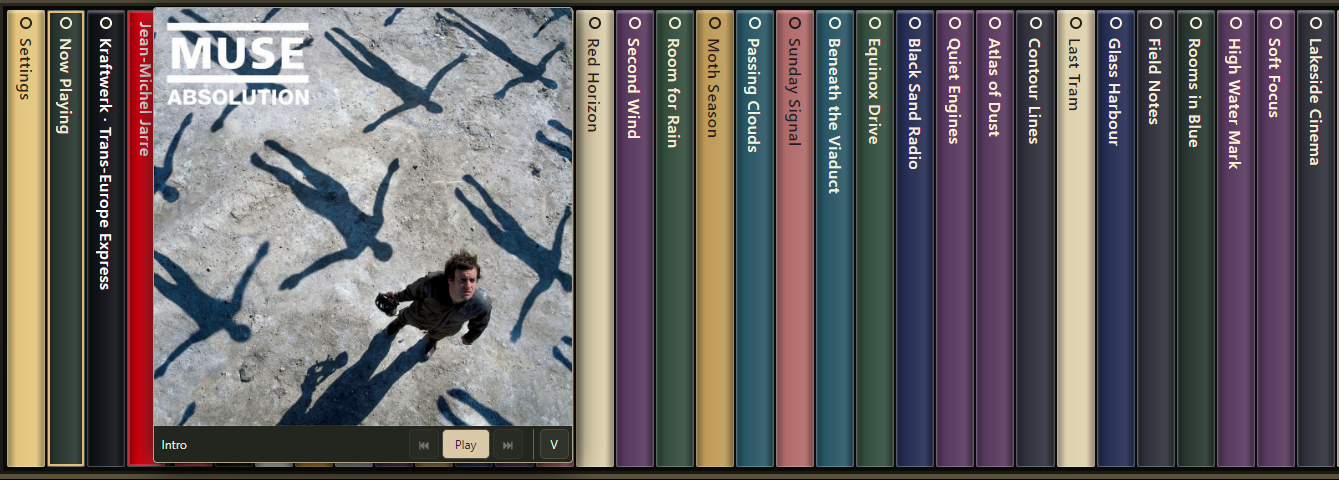 Settings
Now Playing
Kraftwerk · Trans-Europe Express
Jean-Michel Jarre
MUSE
ABSOLUTION
Intro
Play
V
Red Horizon
Second Wind
Room for Rain
Moth Season
Passing Clouds
Sunday Signal
Beneath the Viaduct
Equinox Drive
Black Sand Radio
Quiet Engines
Atlas of Dust
Contour Lines
Last Tram
Glass Harbour
Field Notes
Rooms in Blue
High Water Mark
Soft Focus
Lakeside Cinema